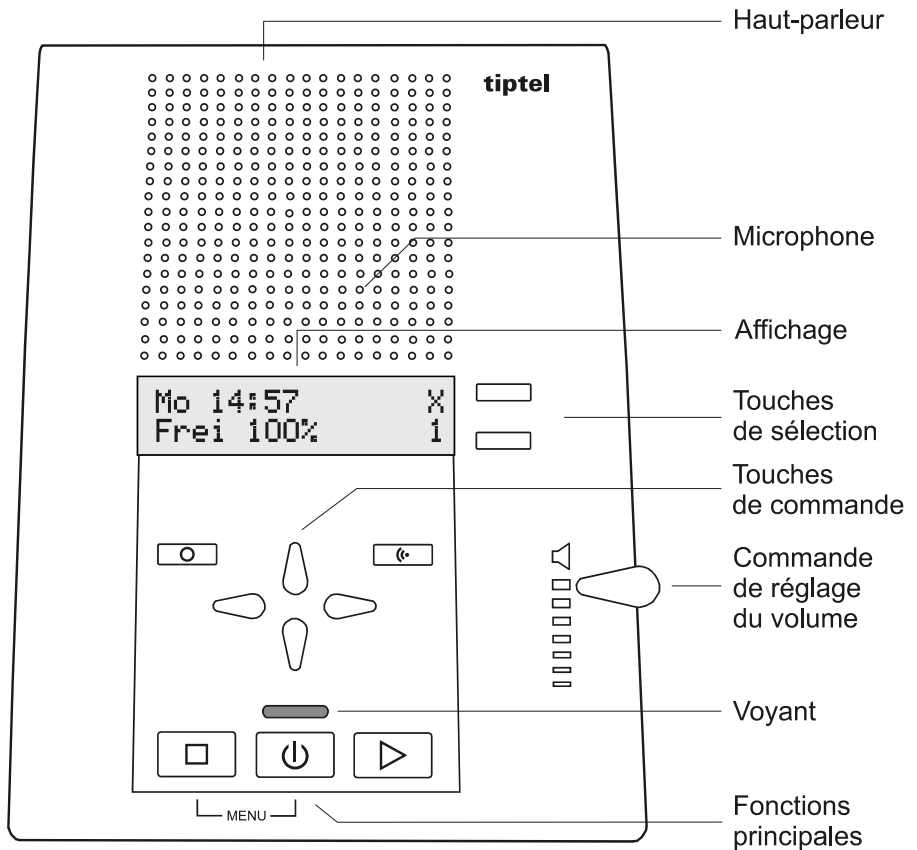 Haut-parleur
tiptel
Microphone
Affichage
Mo 14:57 X
Frei 100% 1
Touches
de sélection
Touches
de commande
Commande
de réglage
du volume
Voyant
MENU
Fonctions
principales